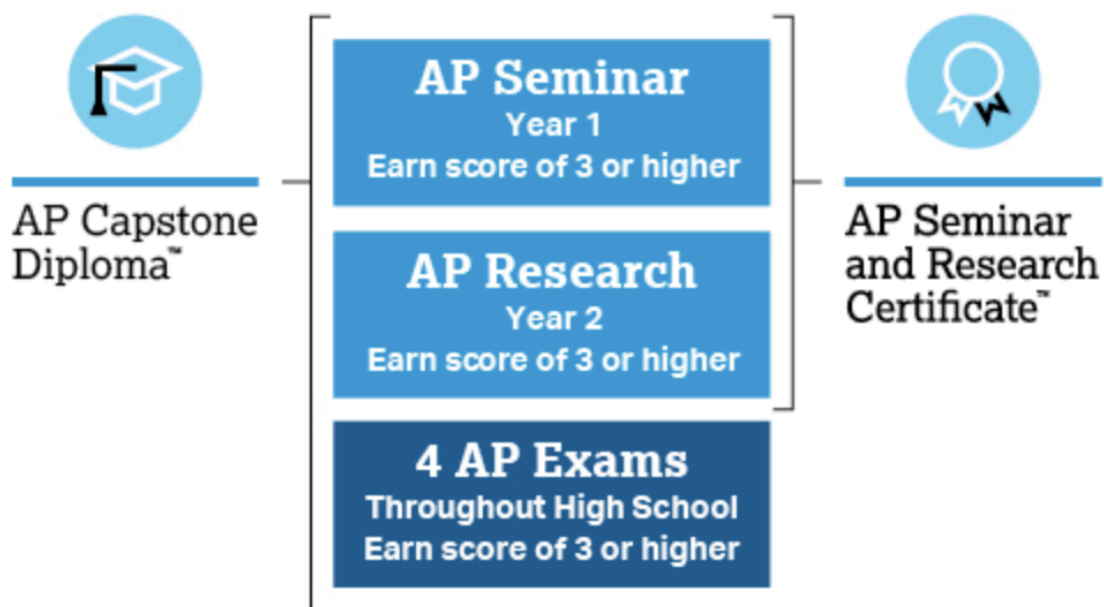 AP Capstone
Diploma™
AP Seminar
Year 1
Earn score of 3 or higher
AP Research
Year 2
Earn score of 3 or higher
4 AP Exams
Throughout High School
Earn score of 3 or higher
AP Seminar
and Research
Certificate™